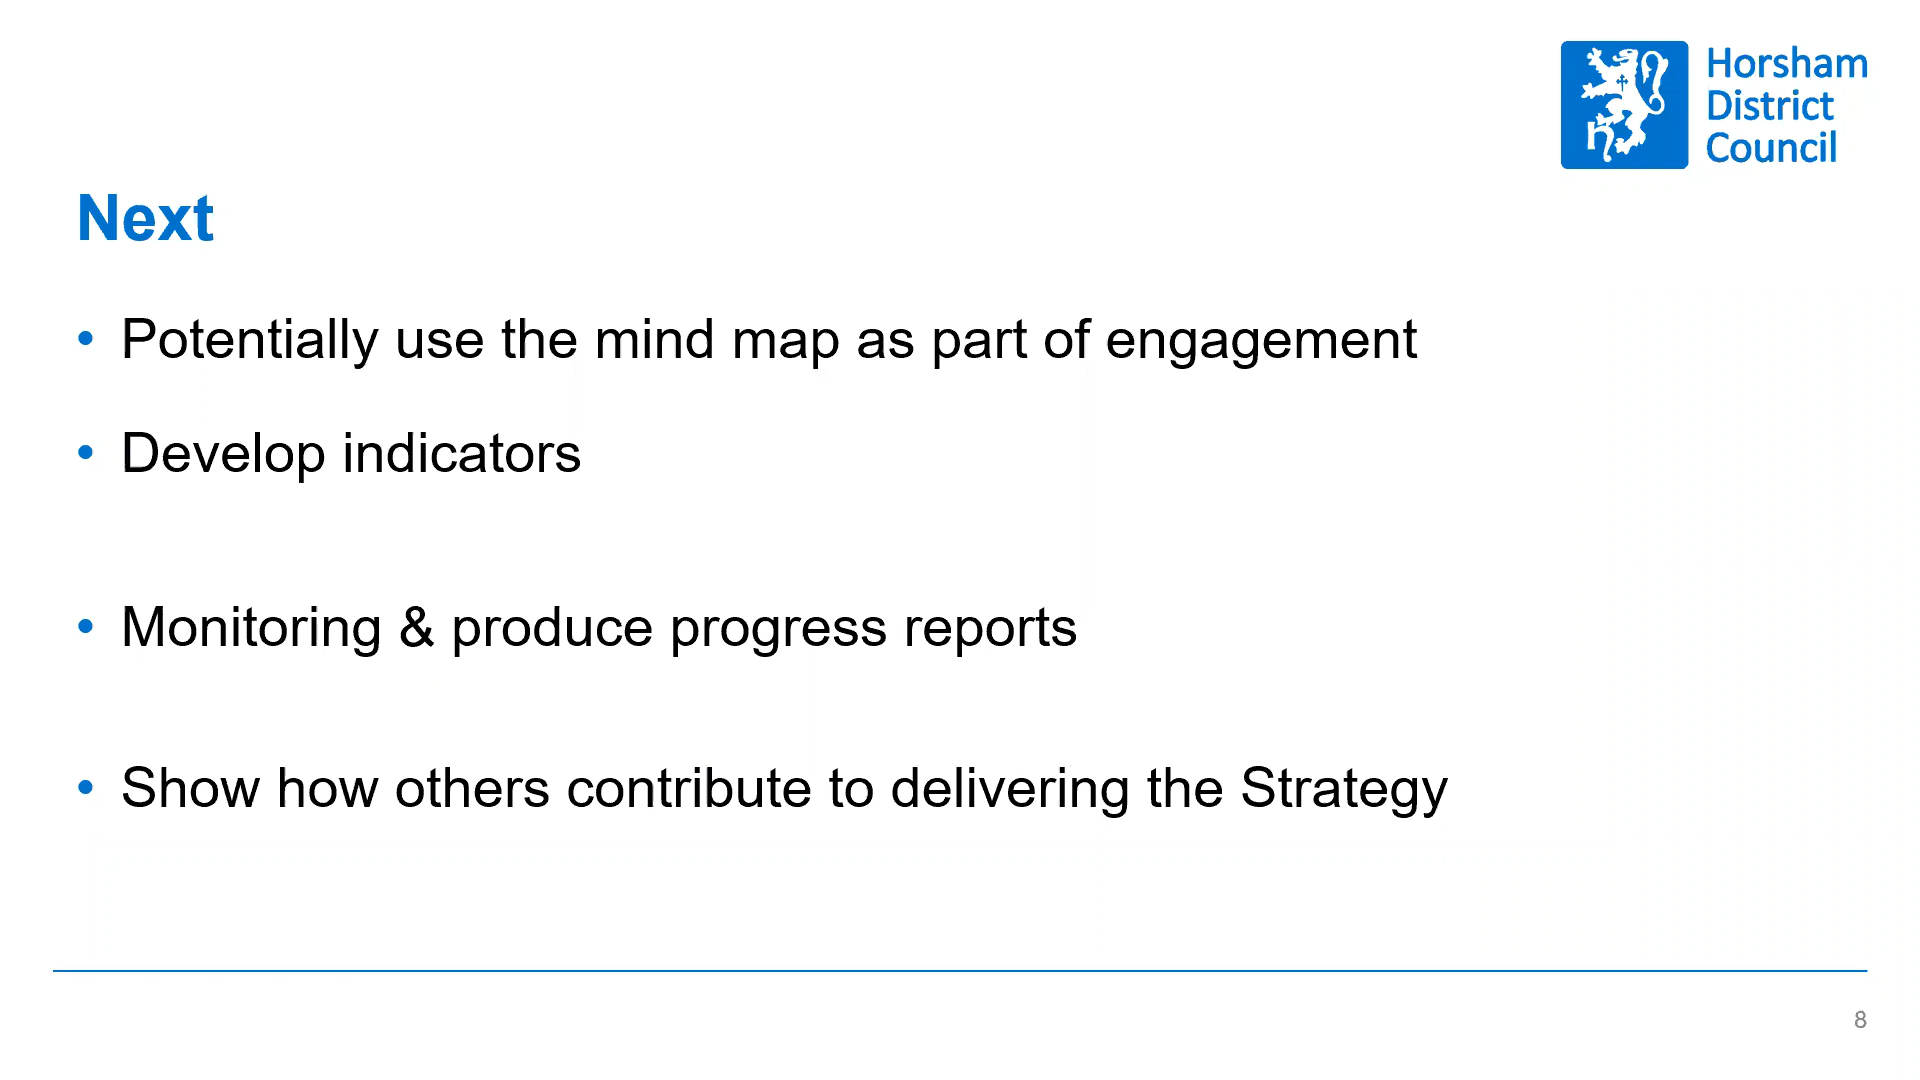 Horsham
District
Council
Next
• Potentially use the mind map as part of engagement
• Develop indicators
• Monitoring & produce progress reports
• Show how others contribute to delivering the Strategy
8